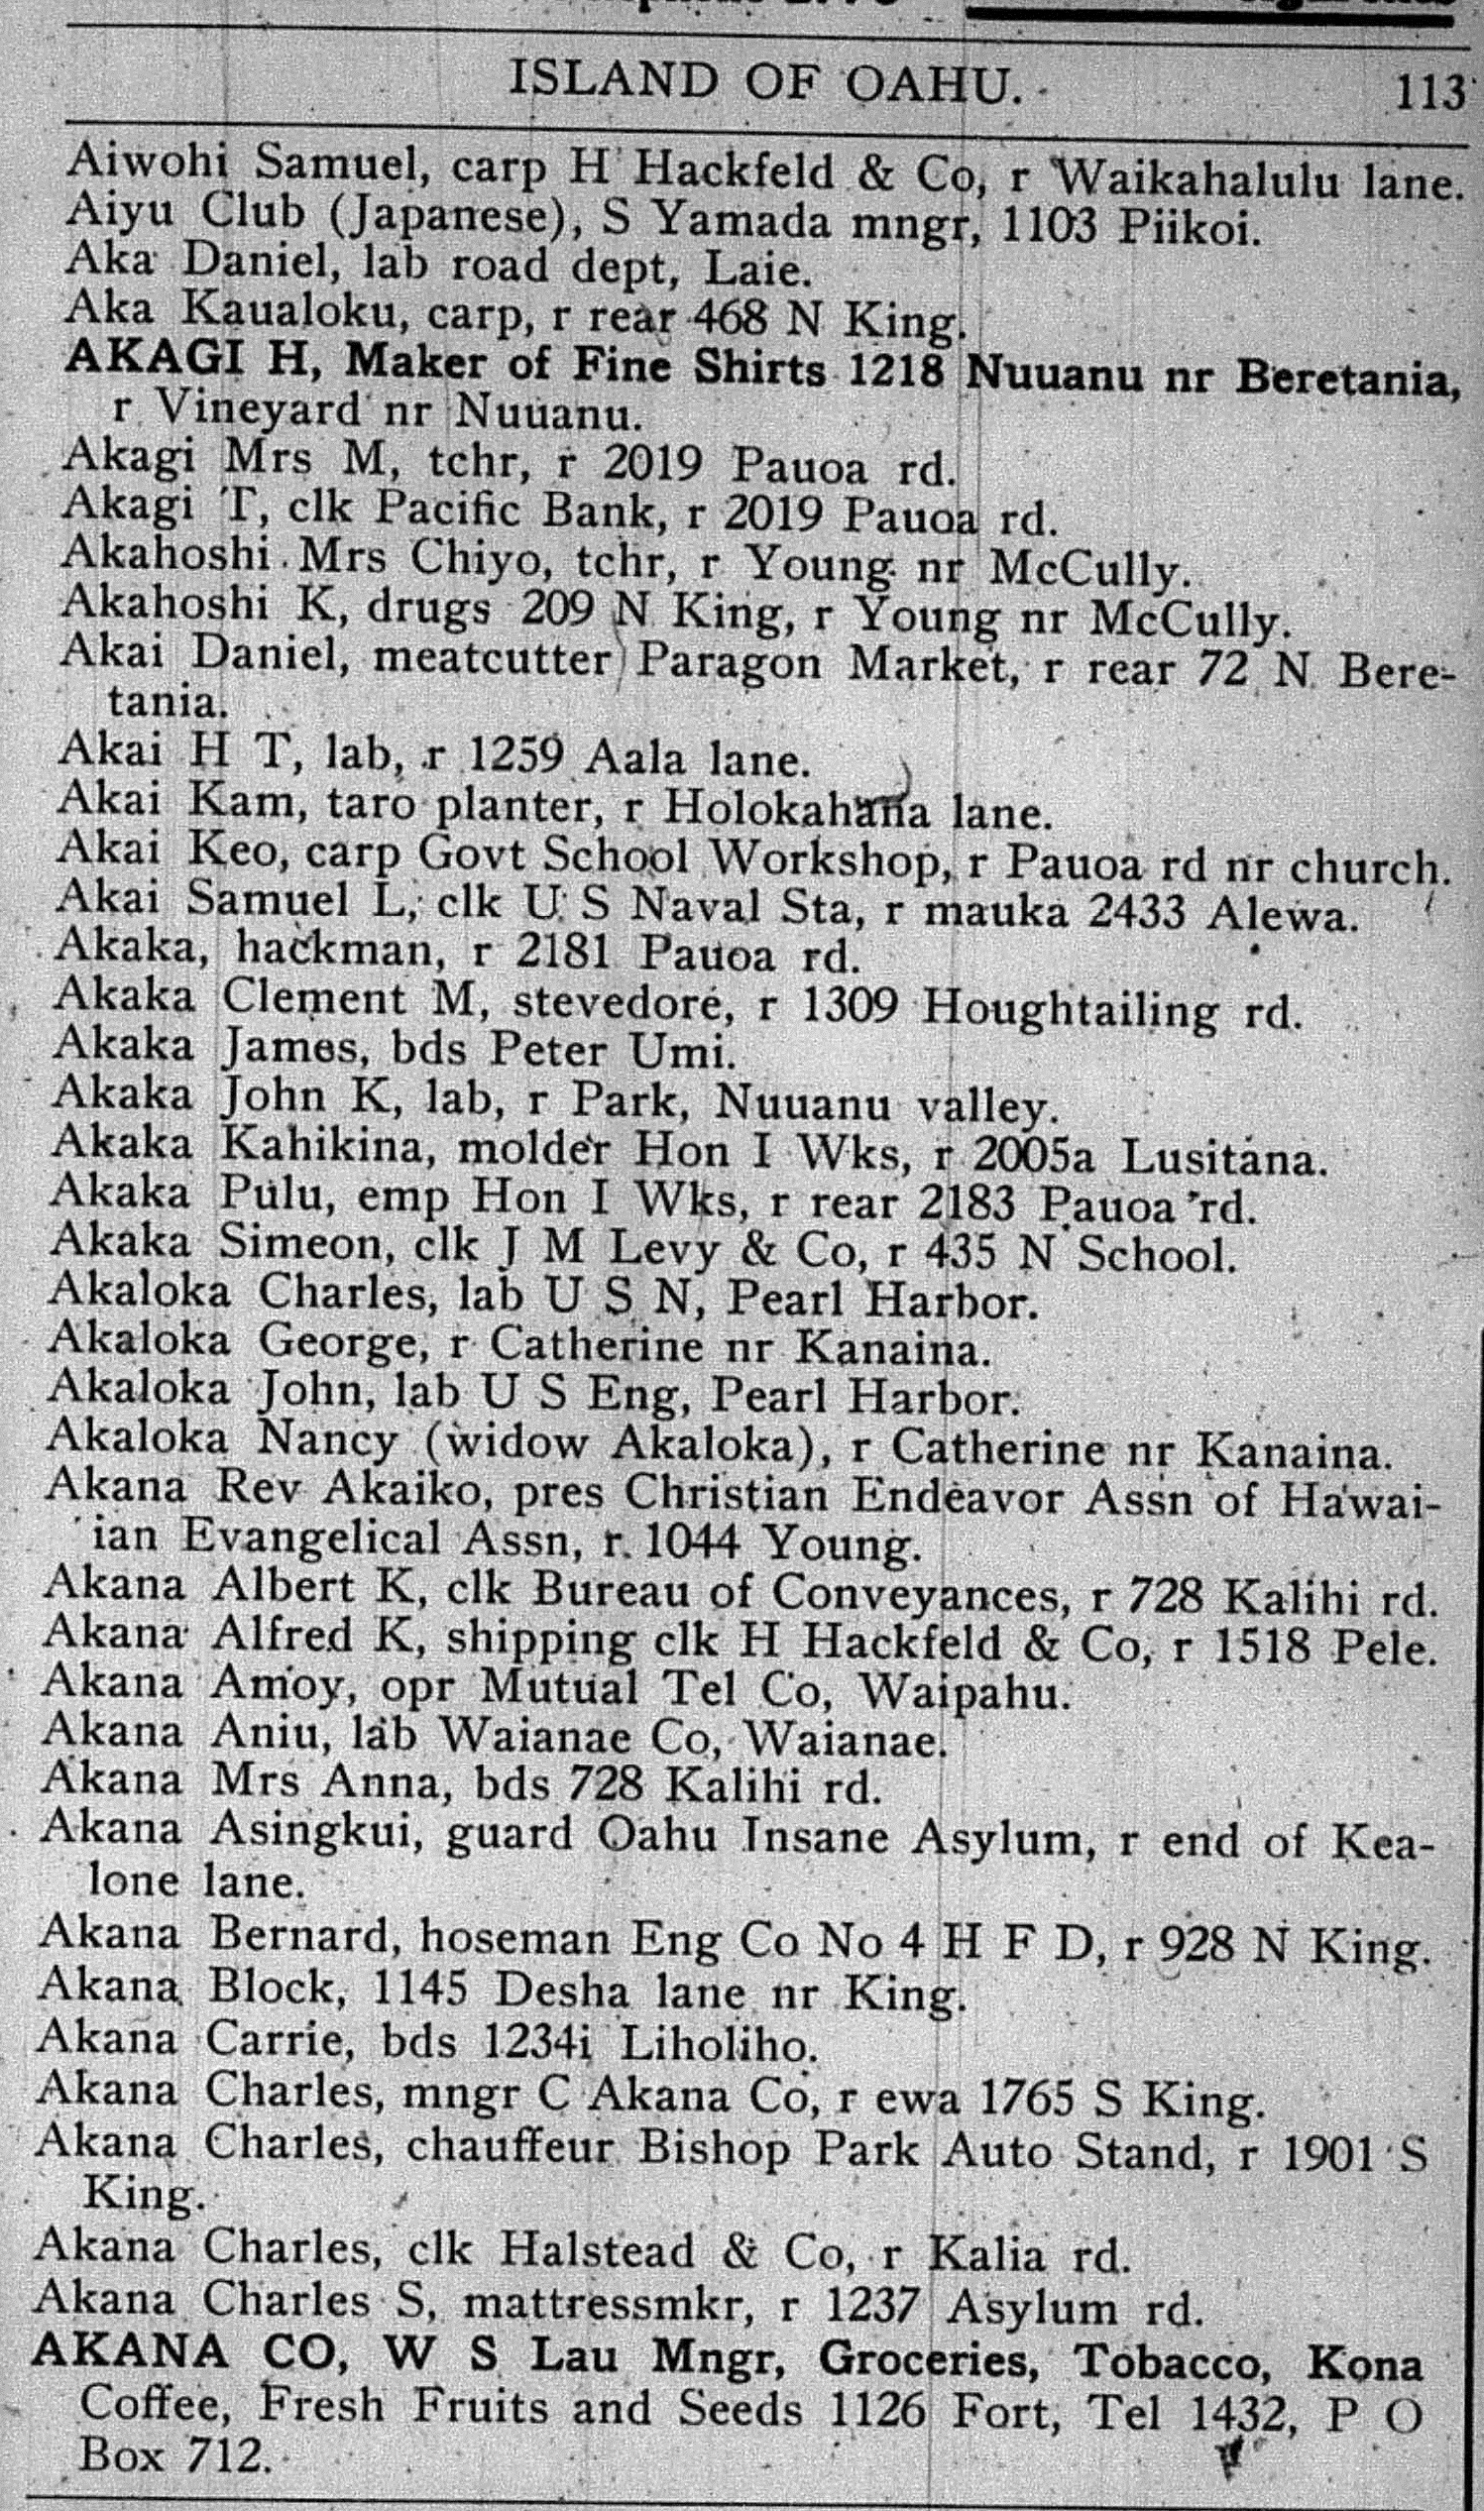 ISLAND OF OAHU. 113
Aiwohi Samuel, carp H Hackfeld & Co, r Waikahalulu lane.
Aiyu Club (Japanese), S Yamada mngr, 1103 Piikoi.
Aka Daniel, lab road dept, Laie.
Aka Kaualoku, carp, r rear 468 N King.
AKAGI H, Maker of Fine Shirts 1218 Nuuanu nr Beretania,
r Vineyard nr Nuuanu.
Akagi Mrs M, tchr, r 2019 Pauoa rd.
Akagi T, clk Pacific Bank, r 2019 Pauoa rd.
Akahoshi Mrs Chiyo, tchr, r Young nr McCully.
Akahoshi K, drugs 209 N King, r Young nr McCully.
Akai Daniel, meatcutter Paragon Market, r rear 72 N Bere-
tania.
Akai H T, lab, r 1259 Aala lane.
Akai Kam, taro planter, r Holokahana lane.
Akai Keo, carp Govt School Workshop, r Pauoa rd nr church.
Akai Samuel L, clk U S Naval Sta, r mauka 2433 Alewa.
Akaka, hackman, r 2181 Pauoa rd.
Akaka Clement M, stevedore, r 1309 Houghtailing rd.
Akaka James, bds Peter Umi.
Akaka John K, lab, r Park, Nuuanu valley.
Akaka Kahikina, molder Hon I Wks, r 2005a Lusitana.
Akaka Pulu, emp Hon I Wks, r rear 2183 Pauoa rd.
Akaka Simeon, clk J M Levy & Co, r 435 N School.
Akaloka Charles, lab U S N, Pearl Harbor.
Akaloka George, r Catherine nr Kanaina.
Akaloka John, lab U S Eng, Pearl Harbor.
Akaloka Nancy (widow Akaloka), r Catherine nr Kanaina.
Akana Rev Akaiko, pres Christian Endeavor Assn of Hawai-
ian Evangelical Assn, r 1044 Young.
Akana Albert K, clk Bureau of Conveyances, r 728 Kalihi rd.
Akana Alfred K, shipping clk H Hackfeld & Co, r 1518 Pele.
Akana Amoy, opr Mutual Tel Co, Waipahu.
Akana Aniu, lab Waianae Co, Waianae.
Akana Mrs Anna, bds 728 Kalihi rd.
Akana Asingkui, guard Oahu Insane Asylum, r end of Kea-
lone lane.
Akana Bernard, hoseman Eng Co No 4 H F D, r 928 N King.
Akana Block, 1145 Desha lane nr King.
Akana Carrie, bds 1234i Liholiho.
Akana Charles, mngr C Akana Co, r ewa 1765 S King.
Akana Charles, chauffeur Bishop Park Auto Stand, r 1901 S
King.
Akana Charles, clk Halstead & Co, r Kalia rd.
Akana Charles S, mattressmkr, r 1237 Asylum rd.
AKANA CO, W S Lau Mngr, Groceries, Tobacco, Kona
Coffee, Fresh Fruits and Seeds 1126 Fort, Tel 1432, P O
Box 712.